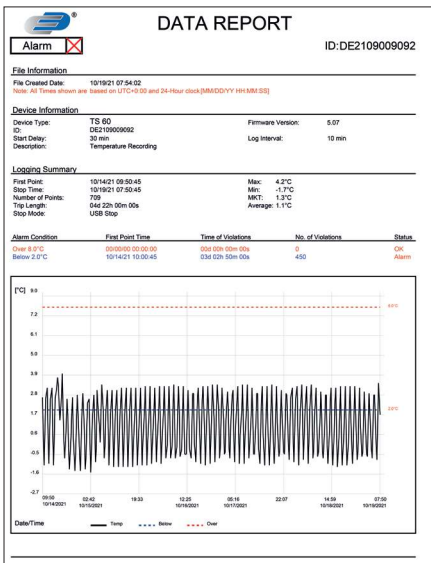 DATA REPORT
Alarm
ID:DE2109009092
File Information
File Created Date: 10/19/21 07:54:02
Note: All Times shown are based on UTC+0:00 and 24-Hour clock [MM/DD/YY HH:MM:SS]
Device Information
Device Type: TS 60 Firmware Version: 5.07
ID: DE2109009092
Start Delay: 30 min Log Interval: 10 min
Description: Temperature Recording
Logging Summary
First Point: 10/14/21 09:50:45 Max: 4.2°C
Stop Time: 10/19/21 07:50:45 Min: -1.7°C
Number of Points: 709 MKT: 1.3°C
Trip Length: 04d 22h 00m 00s Average: 1.1°C
Stop Mode: USB Stop
Alarm Condition First Point Time Time of Violations No. of Violations Status
Over 8.0°C 00/00/00 00:00:00 00d 00h 00m 00s 0 OK
Below 2.0°C 10/14/21 10:00:45 03d 02h 50m 00s 450 Alarm
[°C] 9.0
8.0°C
7.2
6.1
5.0
3.9
2.8
2.0°C
1.7
0.6
-0.5
-1.6
-2.7
09:50 02:42 19:33 12:25 05:16 22:07 14:59 07:50
10/14/2021 10/15/2021 10/16/2021 10/17/2021 10/18/2021 10/19/2021
Date/Time Temp Below Over